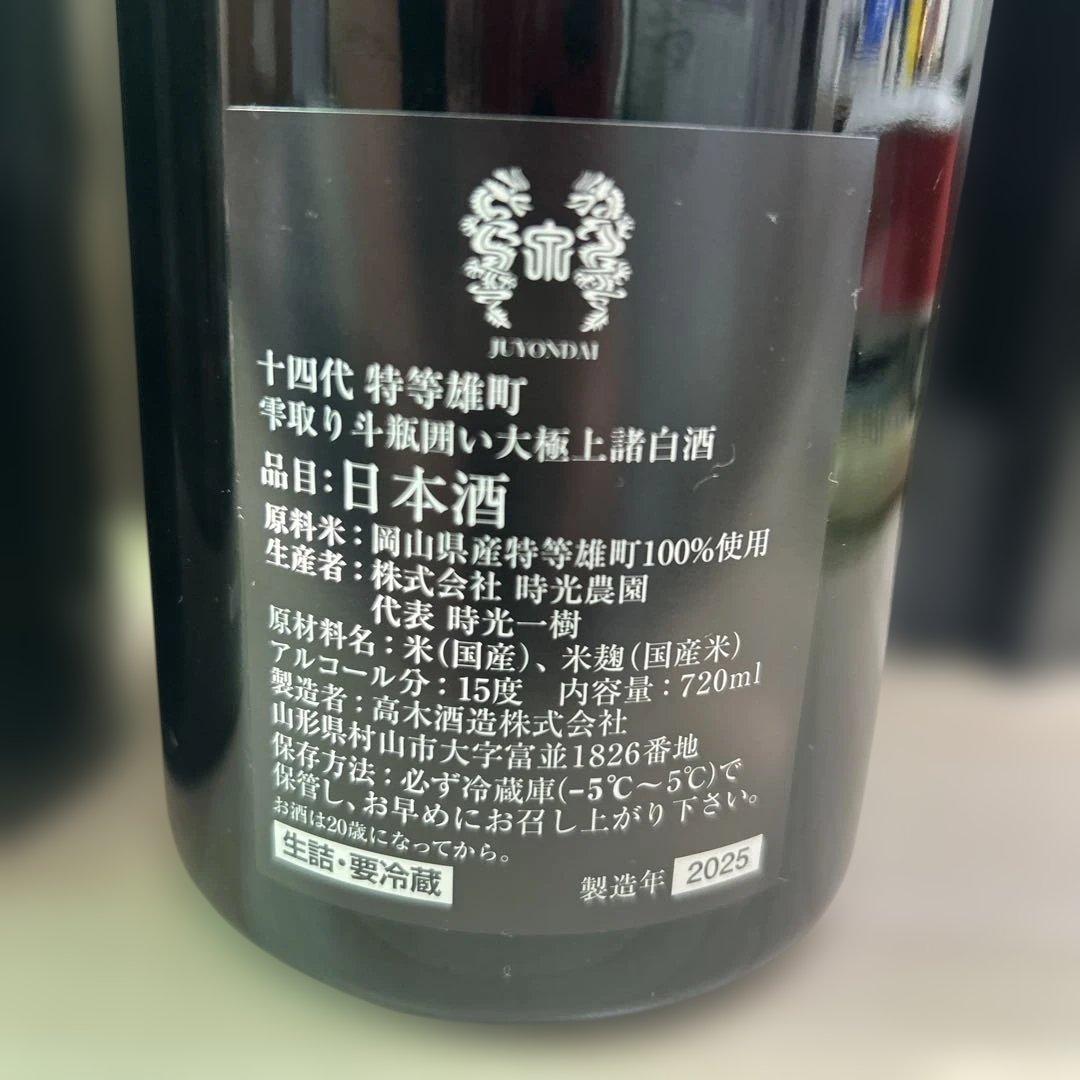 JUYONDAI
十四代 特等雄町
雫取り斗瓶囲い大極上諸白酒
品目：日本酒
原料米：岡山県産特等雄町100%使用
生産者：株式会社 時光農園
代表 時光一樹
原材料名：米(国産)、米麹(国産米)
アルコール分：15度 内容量：720ml
製造者：高木酒造株式会社
山形県村山市大字富並1826番地
保存方法：必ず冷蔵庫(-5℃～5℃)で
保管し、お早めにお召し上がり下さい。
お酒は20歳になってから。
生詰・要冷蔵
製造年 2025